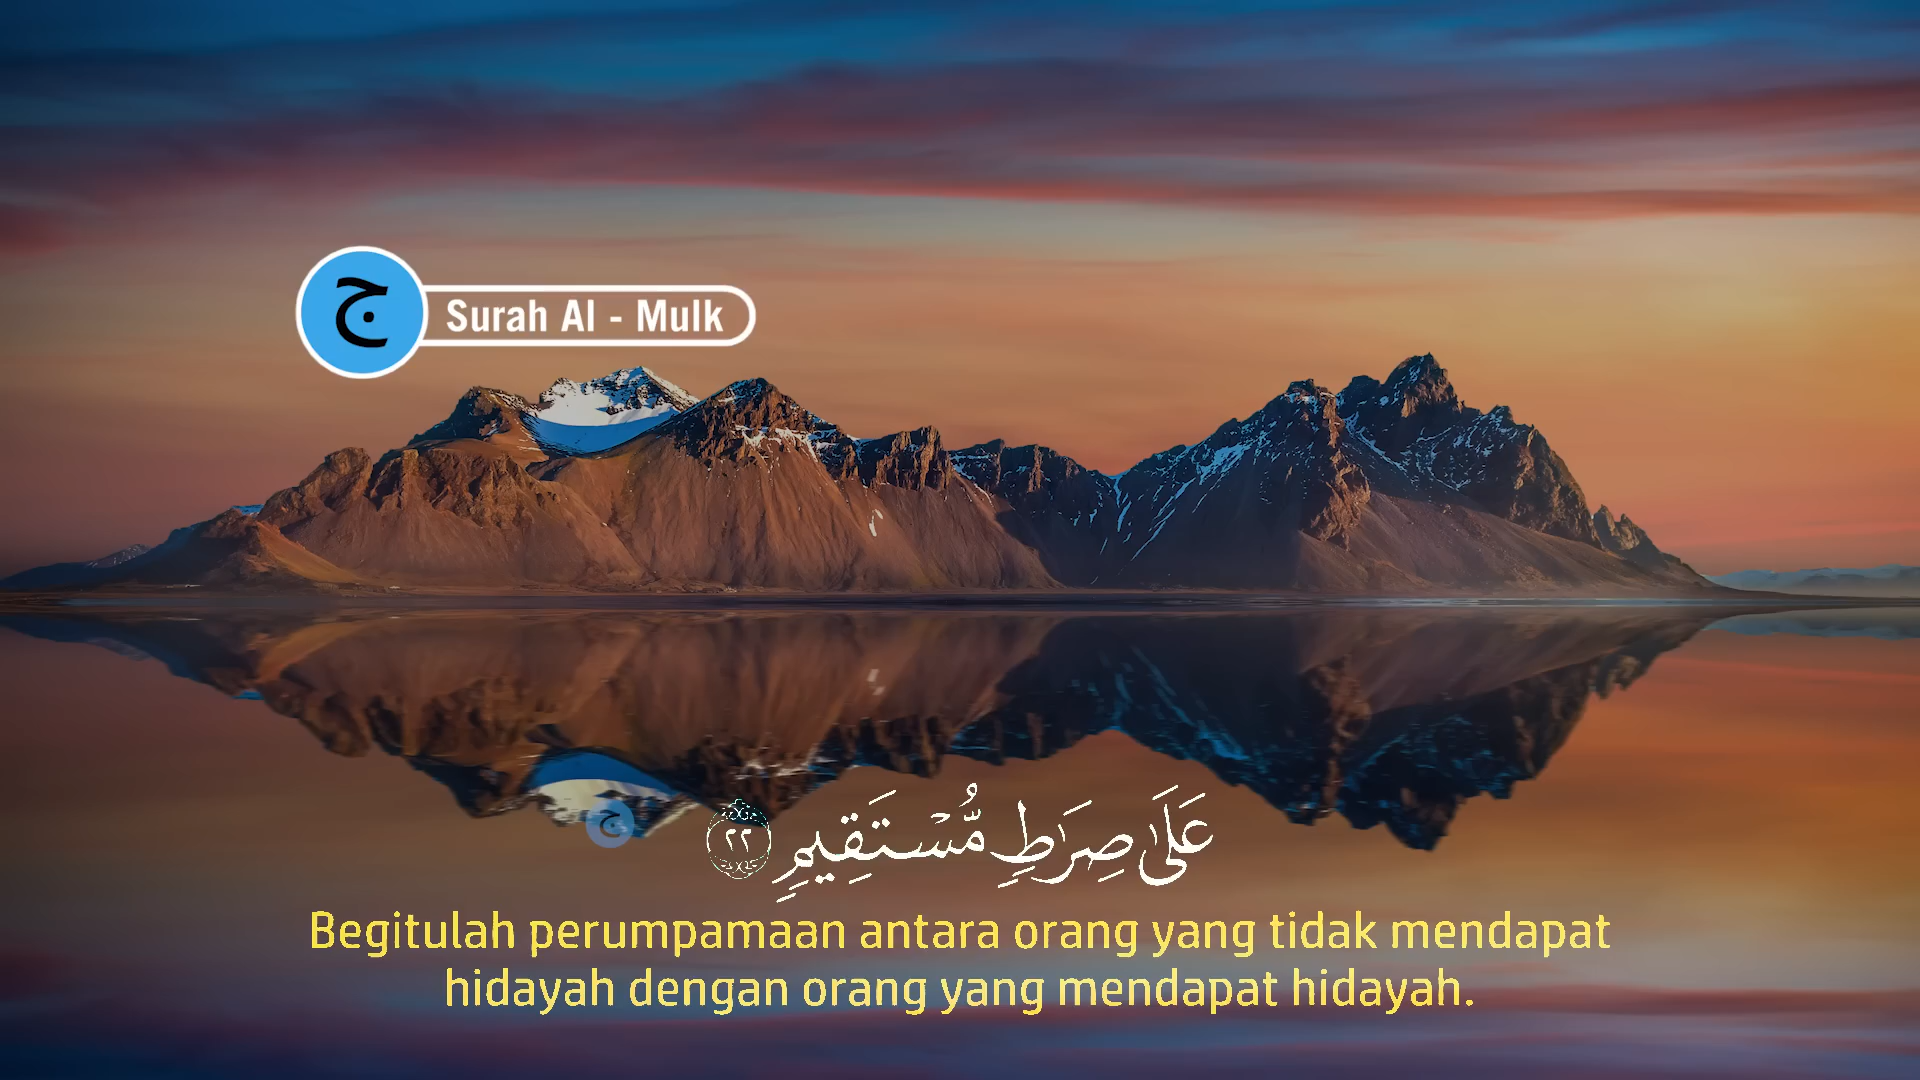 ج
Surah Al - Mulk
عَلَىٰ صِرَٰطٍ مُّسْتَقِيمٍ ٢٢
ج
Begitulah perumpamaan antara orang yang tidak mendapat
hidayah dengan orang yang mendapat hidayah.